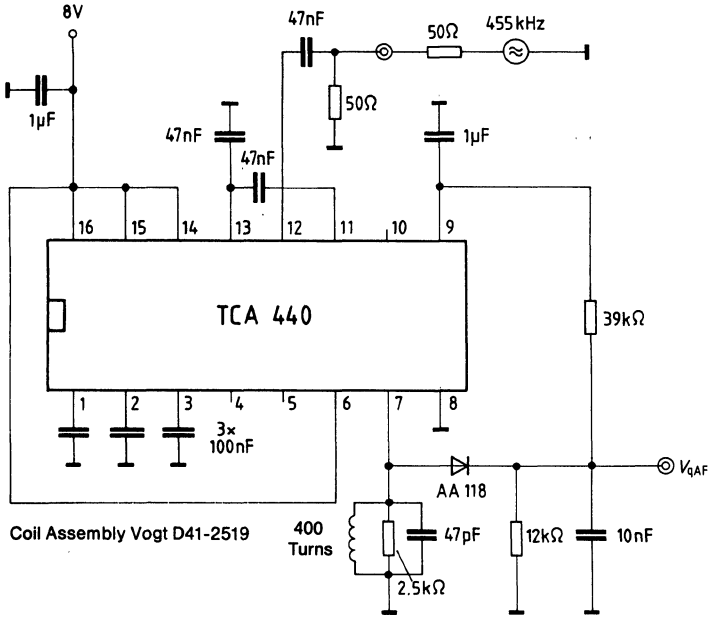 8V
47nF
50Ω
455kHz
≈
1µF
50Ω
47nF
47nF
1µF
16 15 14 13 12 11 10 9
TCA 440
39kΩ
1 2 3 4 5 6 7 8
3×
100nF
AA 118
VqAF
Coil Assembly Vogt D41-2519
400
Turns
47pF
12kΩ
10nF
2.5kΩ